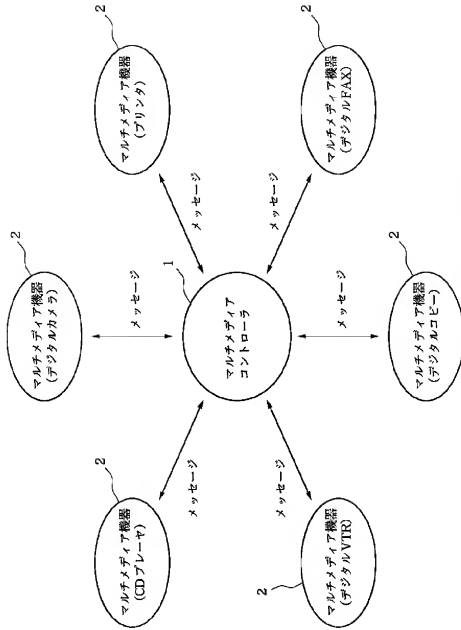 2
マルチメディア機器
(デジタルカメラ)
2
マルチメディア機器
(CDプレーヤ)
2
マルチメディア機器
(プリンタ)
メッセージ
メッセージ
メッセージ
1
マルチメディア
コントローラ
メッセージ
メッセージ
メッセージ
2
マルチメディア機器
(デジタルVTR)
2
マルチメディア機器
(デジタルコピー)
2
マルチメディア機器
(デジタルFAX)